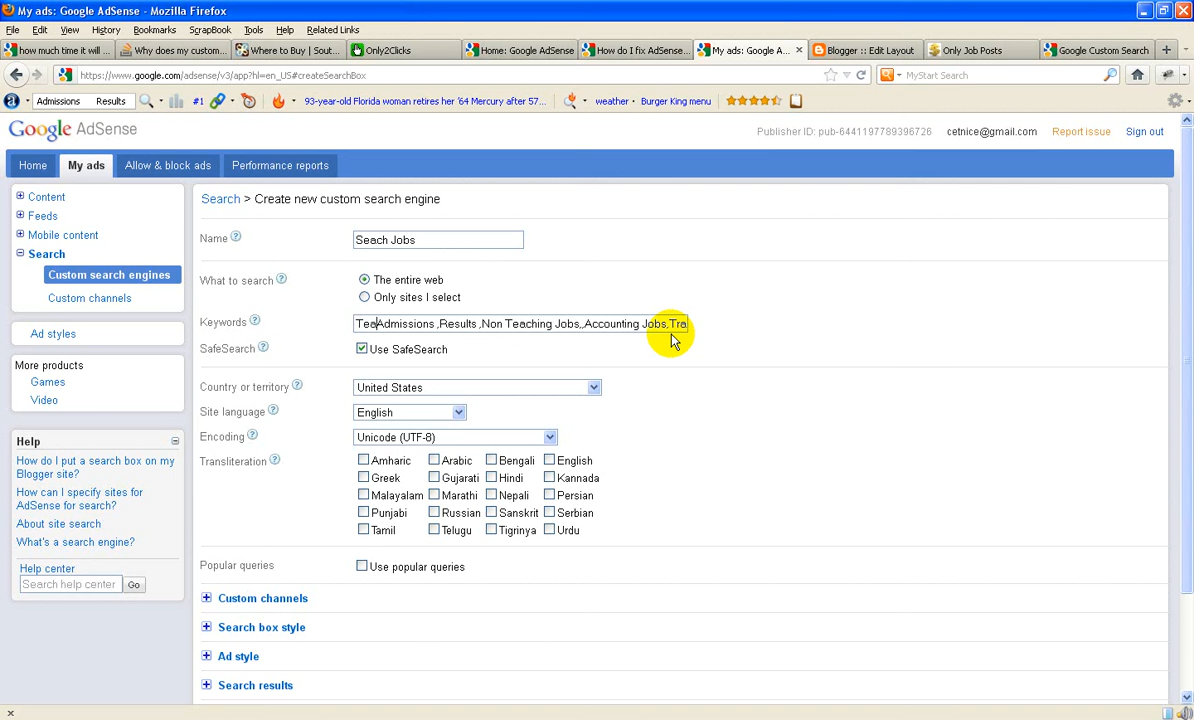 My ads: Google AdSense - Mozilla Firefox
File Edit View History Bookmarks ScrapBook Tools Help Related Links
how much time it will ... Why does my custom... Where to Buy | Sout... Only2Clicks Home: Google AdSense How do I fix AdSense... My ads: Google A... Blogger :: Edit Layout Only Job Posts Google Custom Search
https://www.google.com/adsense/v3/app?hl=en_US#createSearchBox MyStart Search
Admissions Results #1 93-year-old Florida woman retires her '64 Mercury after 57... weather Burger King menu
Google AdSense
Publisher ID: pub-6441197789396726 cetnice@gmail.com Report issue Sign out
Home My ads Allow & block ads Performance reports
Content
Feeds
Mobile content
Search
Custom search engines
Custom channels
Ad styles
More products
Games
Video
Help
How do I put a search box on my
Blogger site?
How can I specify sites for
AdSense for search?
About site search
What's a search engine?
Help center
Search help center Go
Search > Create new custom search engine
Name ? Seach Jobs
What to search ? The entire web
Only sites I select
Keywords ? TeaAdmissions ,Results ,Non Teaching Jobs,,Accounting Jobs,Tra
SafeSearch ? Use SafeSearch
Country or territory ? United States
Site language ? English
Encoding ? Unicode (UTF-8)
Transliteration ? Amharic Arabic Bengali English
Greek Gujarati Hindi Kannada
Malayalam Marathi Nepali Persian
Punjabi Russian Sanskrit Serbian
Tamil Telugu Tigrinya Urdu
Popular queries Use popular queries
Custom channels
Search box style
Ad style
Search results